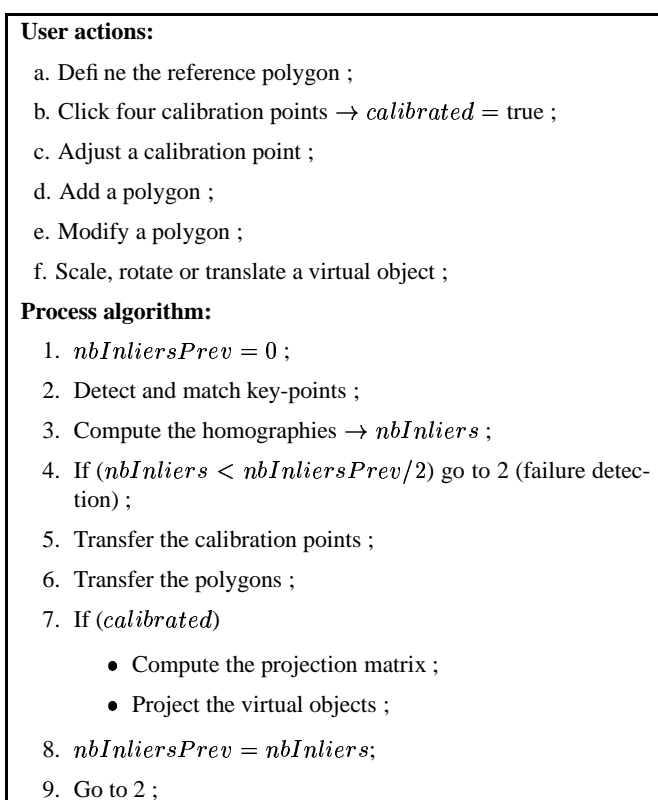 User actions:
a. Defi ne the reference polygon ;
b. Click four calibration points → calibrated = true ;
c. Adjust a calibration point ;
d. Add a polygon ;
e. Modify a polygon ;
f. Scale, rotate or translate a virtual object ;
Process algorithm:
1. nbInliersPrev = 0 ;
2. Detect and match key-points ;
3. Compute the homographies → nbInliers ;
4. If (nbInliers < nbInliersPrev/2) go to 2 (failure detec-
tion) ;
5. Transfer the calibration points ;
6. Transfer the polygons ;
7. If (calibrated)
• Compute the projection matrix ;
• Project the virtual objects ;
8. nbInliersPrev = nbInliers;
9. Go to 2 ;